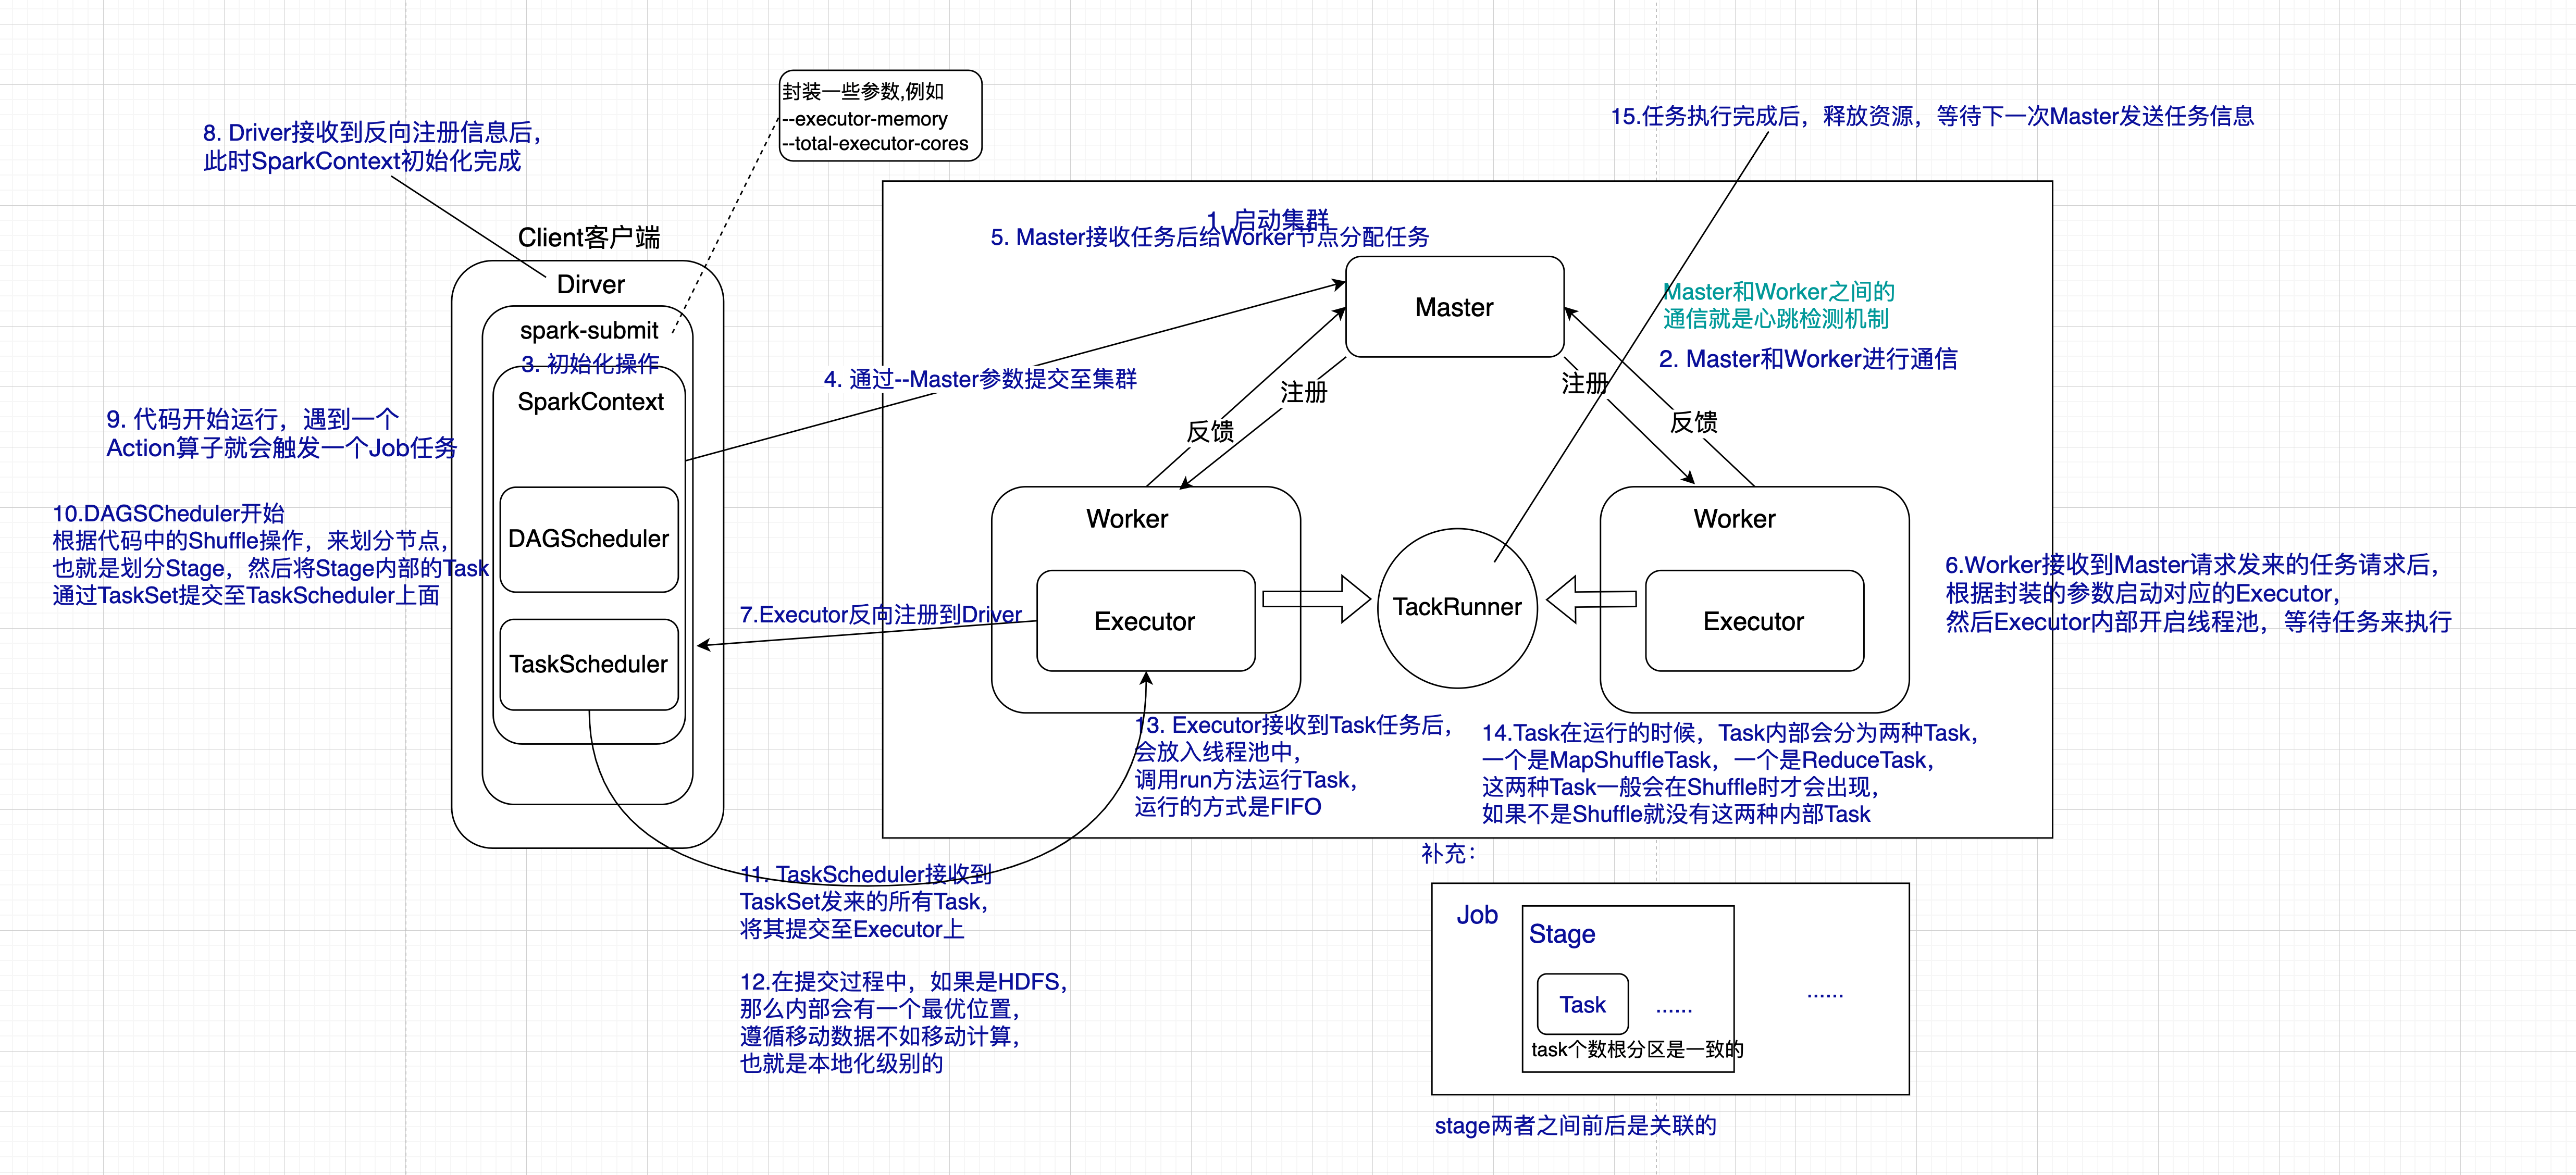 封装一些参数,例如
--executor-memory
--total-executor-cores
8. Driver接收到反向注册信息后，
此时SparkContext初始化完成
15.任务执行完成后，释放资源，等待下一次Master发送任务信息
Client客户端
Dirver
spark-submit
3. 初始化操作
SparkContext
DAGScheduler
TaskScheduler
9. 代码开始运行，遇到一个
Action算子就会触发一个Job任务
10.DAGSCheduler开始
根据代码中的Shuffle操作，来划分节点，
也就是划分Stage，然后将Stage内部的Task
通过TaskSet提交至TaskScheduler上面
1. 启动集群
5. Master接收任务后给Worker节点分配任务
Master
Master和Worker之间的
通信就是心跳检测机制
2. Master和Worker进行通信
4. 通过--Master参数提交至集群
注册
反馈
注册
反馈
Worker
Executor
TackRunner
Worker
Executor
6.Worker接收到Master请求发来的任务请求后，
根据封装的参数启动对应的Executor，
然后Executor内部开启线程池，等待任务来执行
7.Executor反向注册到Driver
13. Executor接收到Task任务后，
会放入线程池中，
调用run方法运行Task，
运行的方式是FIFO
14.Task在运行的时候，Task内部会分为两种Task，
一个是MapShuffleTask，一个是ReduceTask，
这两种Task一般会在Shuffle时才会出现，
如果不是Shuffle就没有这两种内部Task
11. TaskScheduler接收到
TaskSet发来的所有Task，
将其提交至Executor上
12.在提交过程中，如果是HDFS，
那么内部会有一个最优位置，
遵循移动数据不如移动计算，
也就是本地化级别的
补充：
Job
Stage
Task
......
......
task个数根分区是一致的
stage两者之间前后是关联的